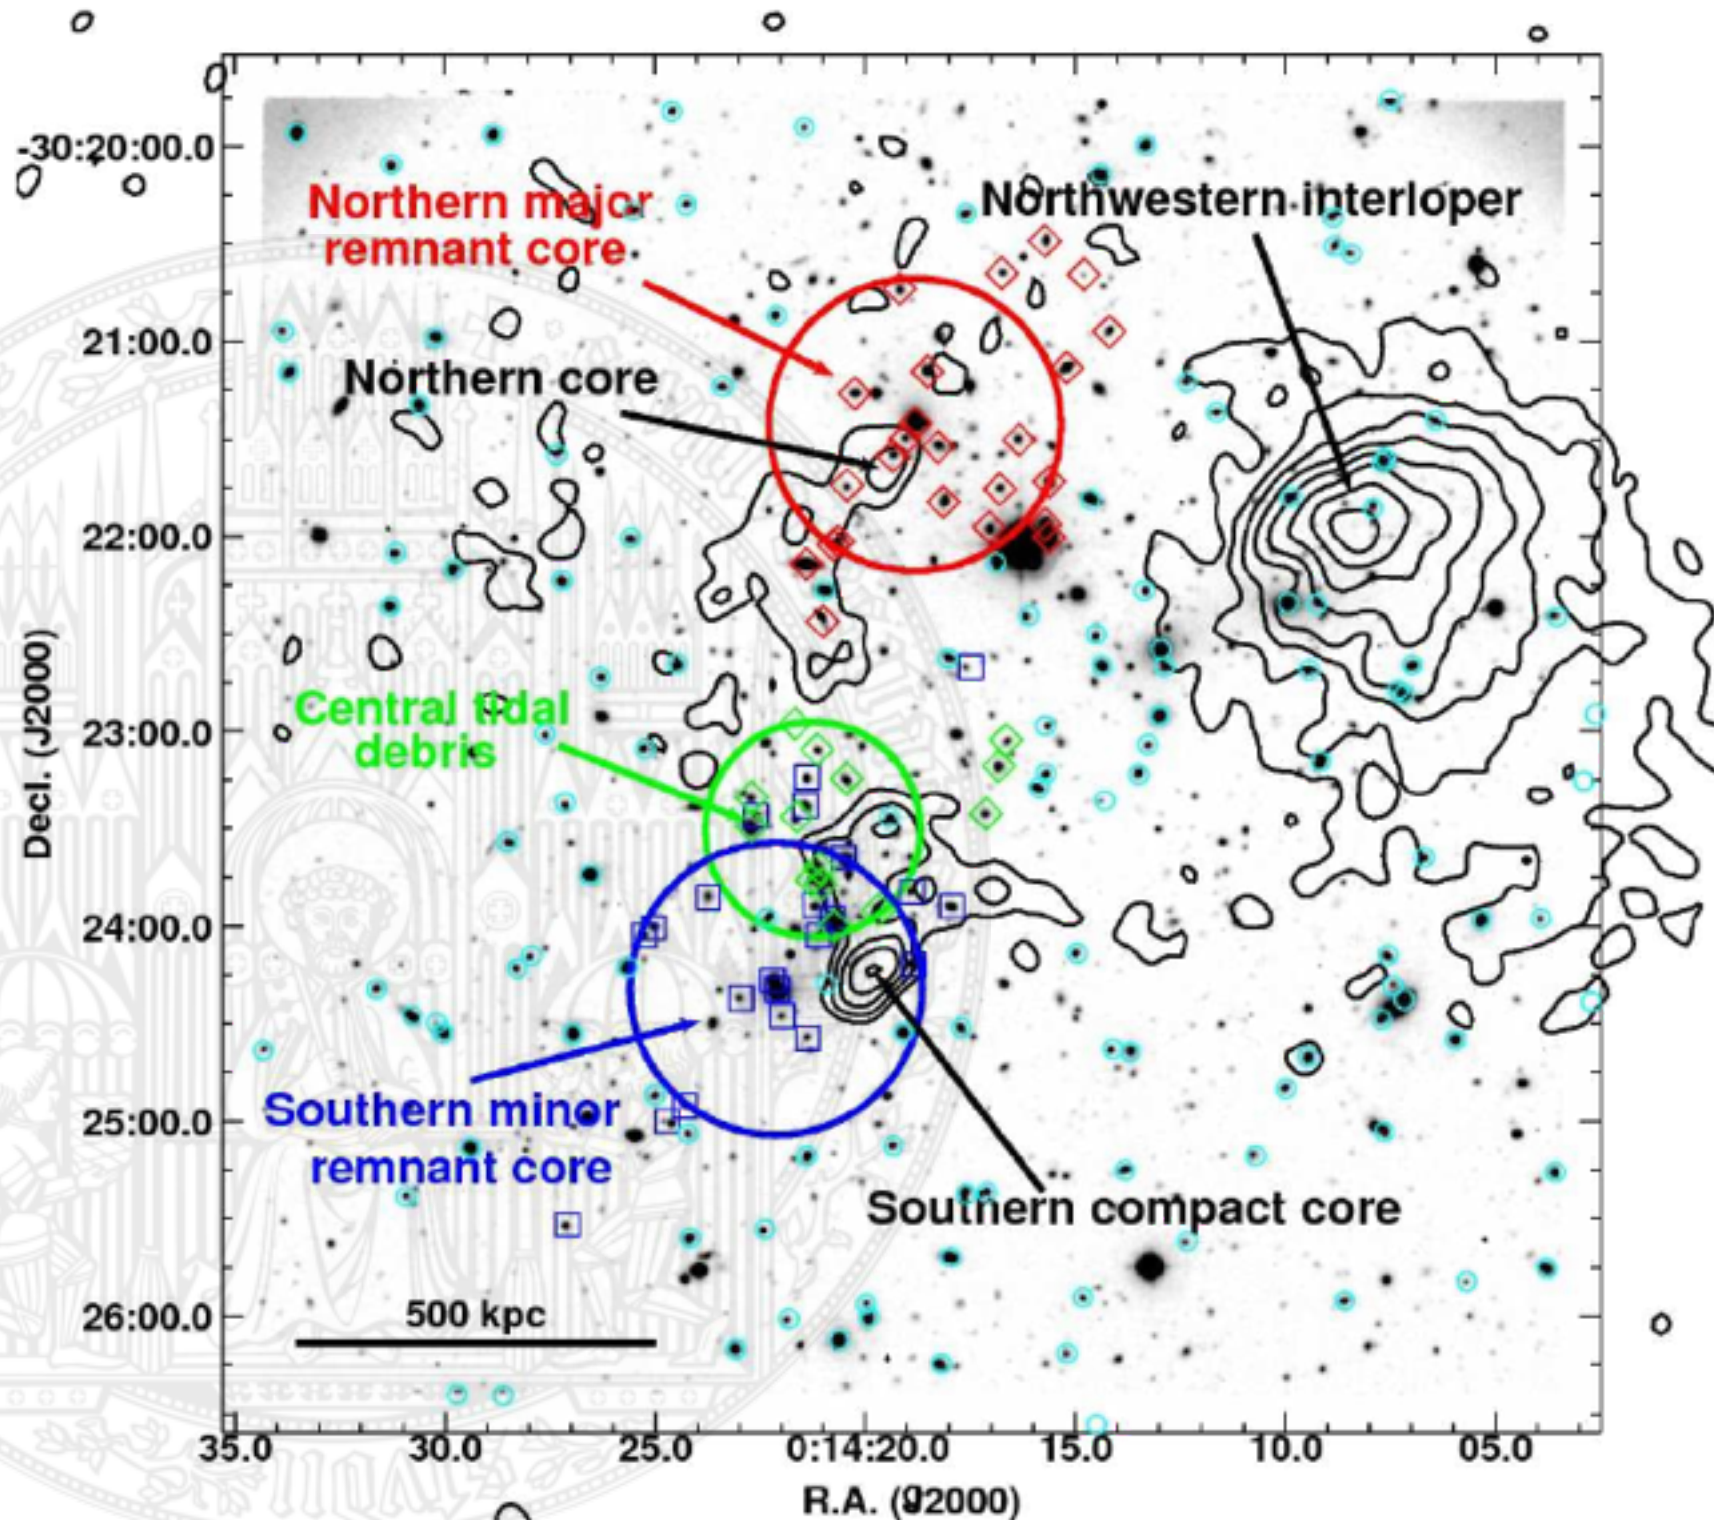 -30:20:00.0
Northern major
remnant core
Northwestern interloper
21:00.0
Northern core
22:00.0
Decl. (J2000)
23:00.0
Central tidal
debris
24:00.0
25:00.0
Southern minor
remnant core
Southern compact core
26:00.0
500 kpc
35.0 30.0 25.0 0:14:20.0 15.0 10.0 05.0
R.A. (J2000)